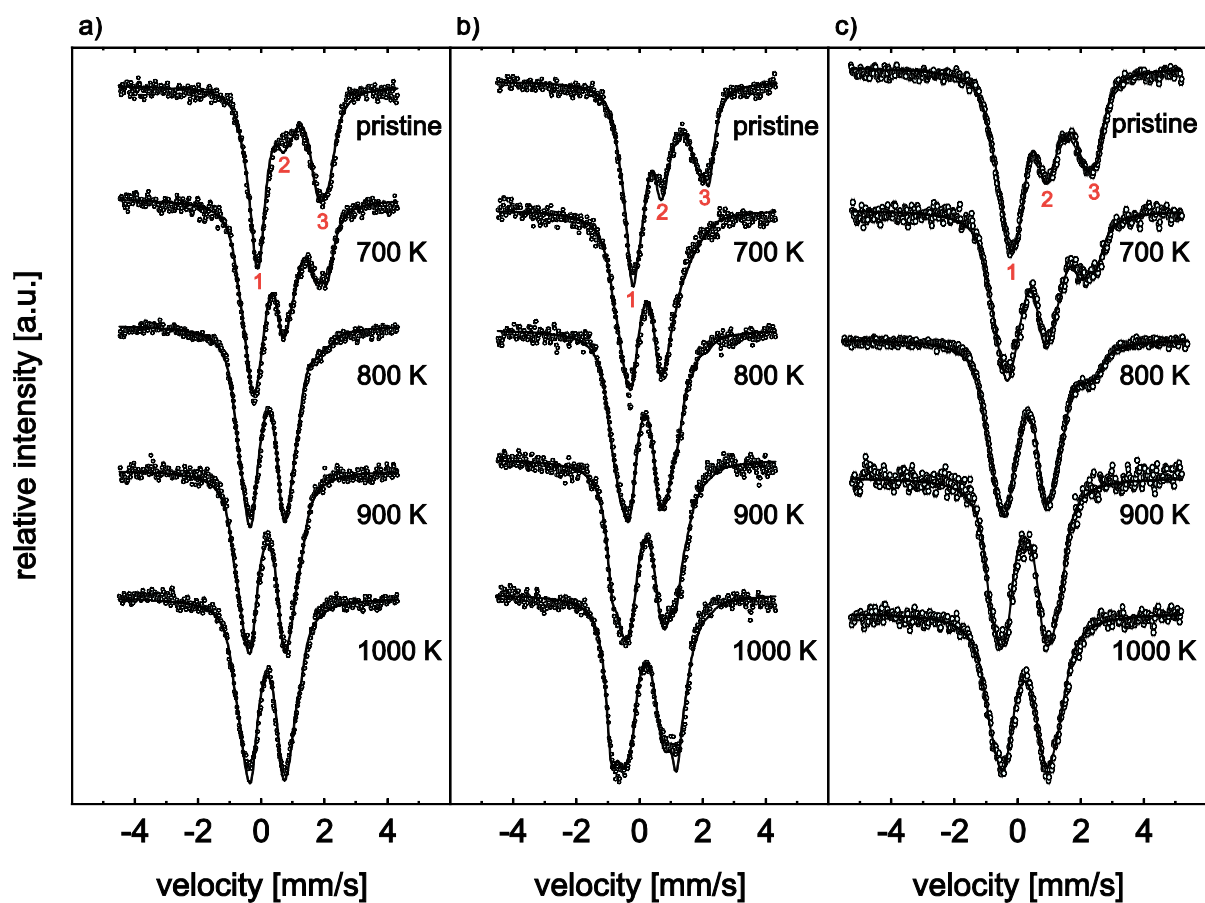 a)
b)
c)
relative intensity [a.u.]
pristine
2
3
1
700 K
800 K
900 K
1000 K
pristine
2
3
1
700 K
800 K
900 K
1000 K
pristine
2
3
1
700 K
800 K
900 K
1000 K
-4 -2 0 2 4
-4 -2 0 2 4
-4 -2 0 2 4
velocity [mm/s]
velocity [mm/s]
velocity [mm/s]